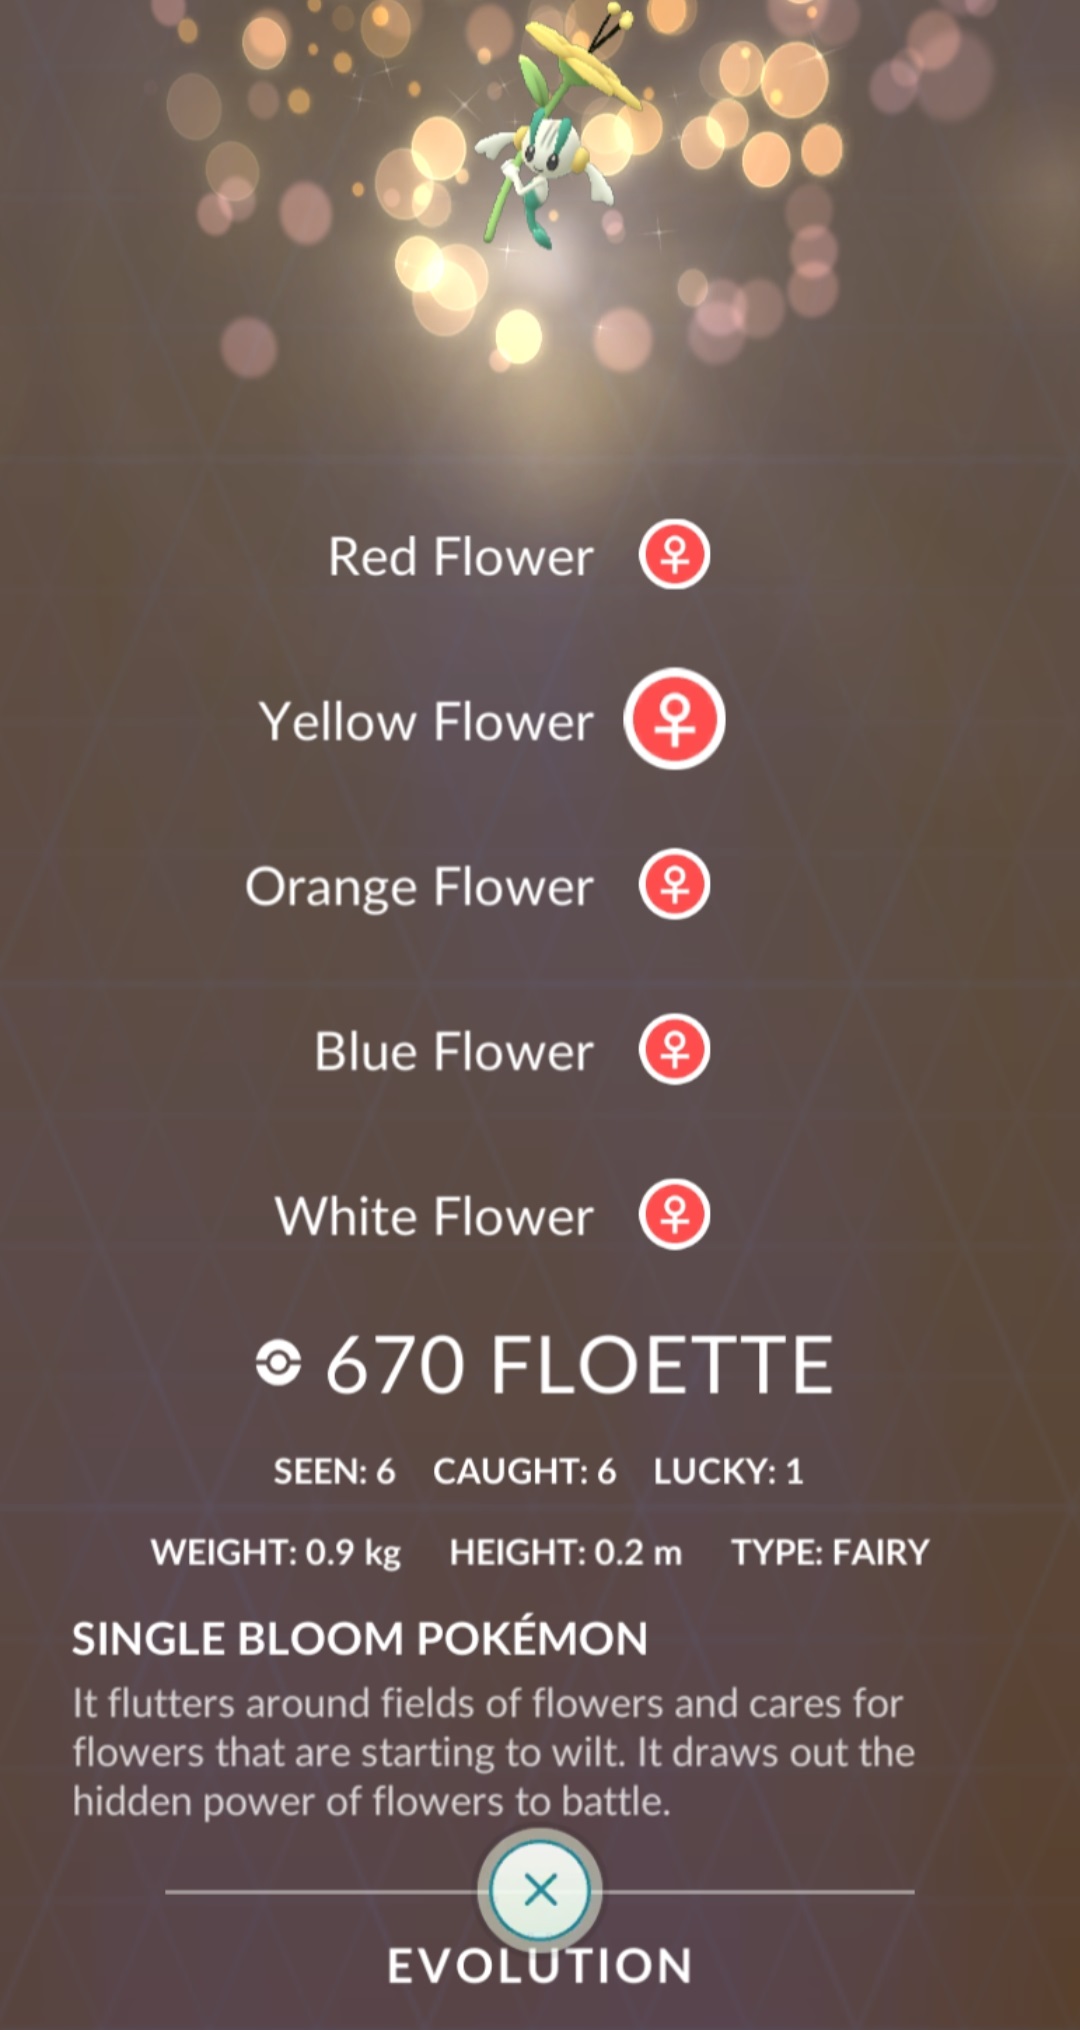 Red Flower
Yellow Flower
Orange Flower
Blue Flower
White Flower
670 FLOETTE
SEEN: 6 CAUGHT: 6 LUCKY: 1
WEIGHT: 0.9 kg HEIGHT: 0.2 m TYPE: FAIRY
SINGLE BLOOM POKÉMON
It flutters around fields of flowers and cares for
flowers that are starting to wilt. It draws out the
hidden power of flowers to battle.
EVOLUTION